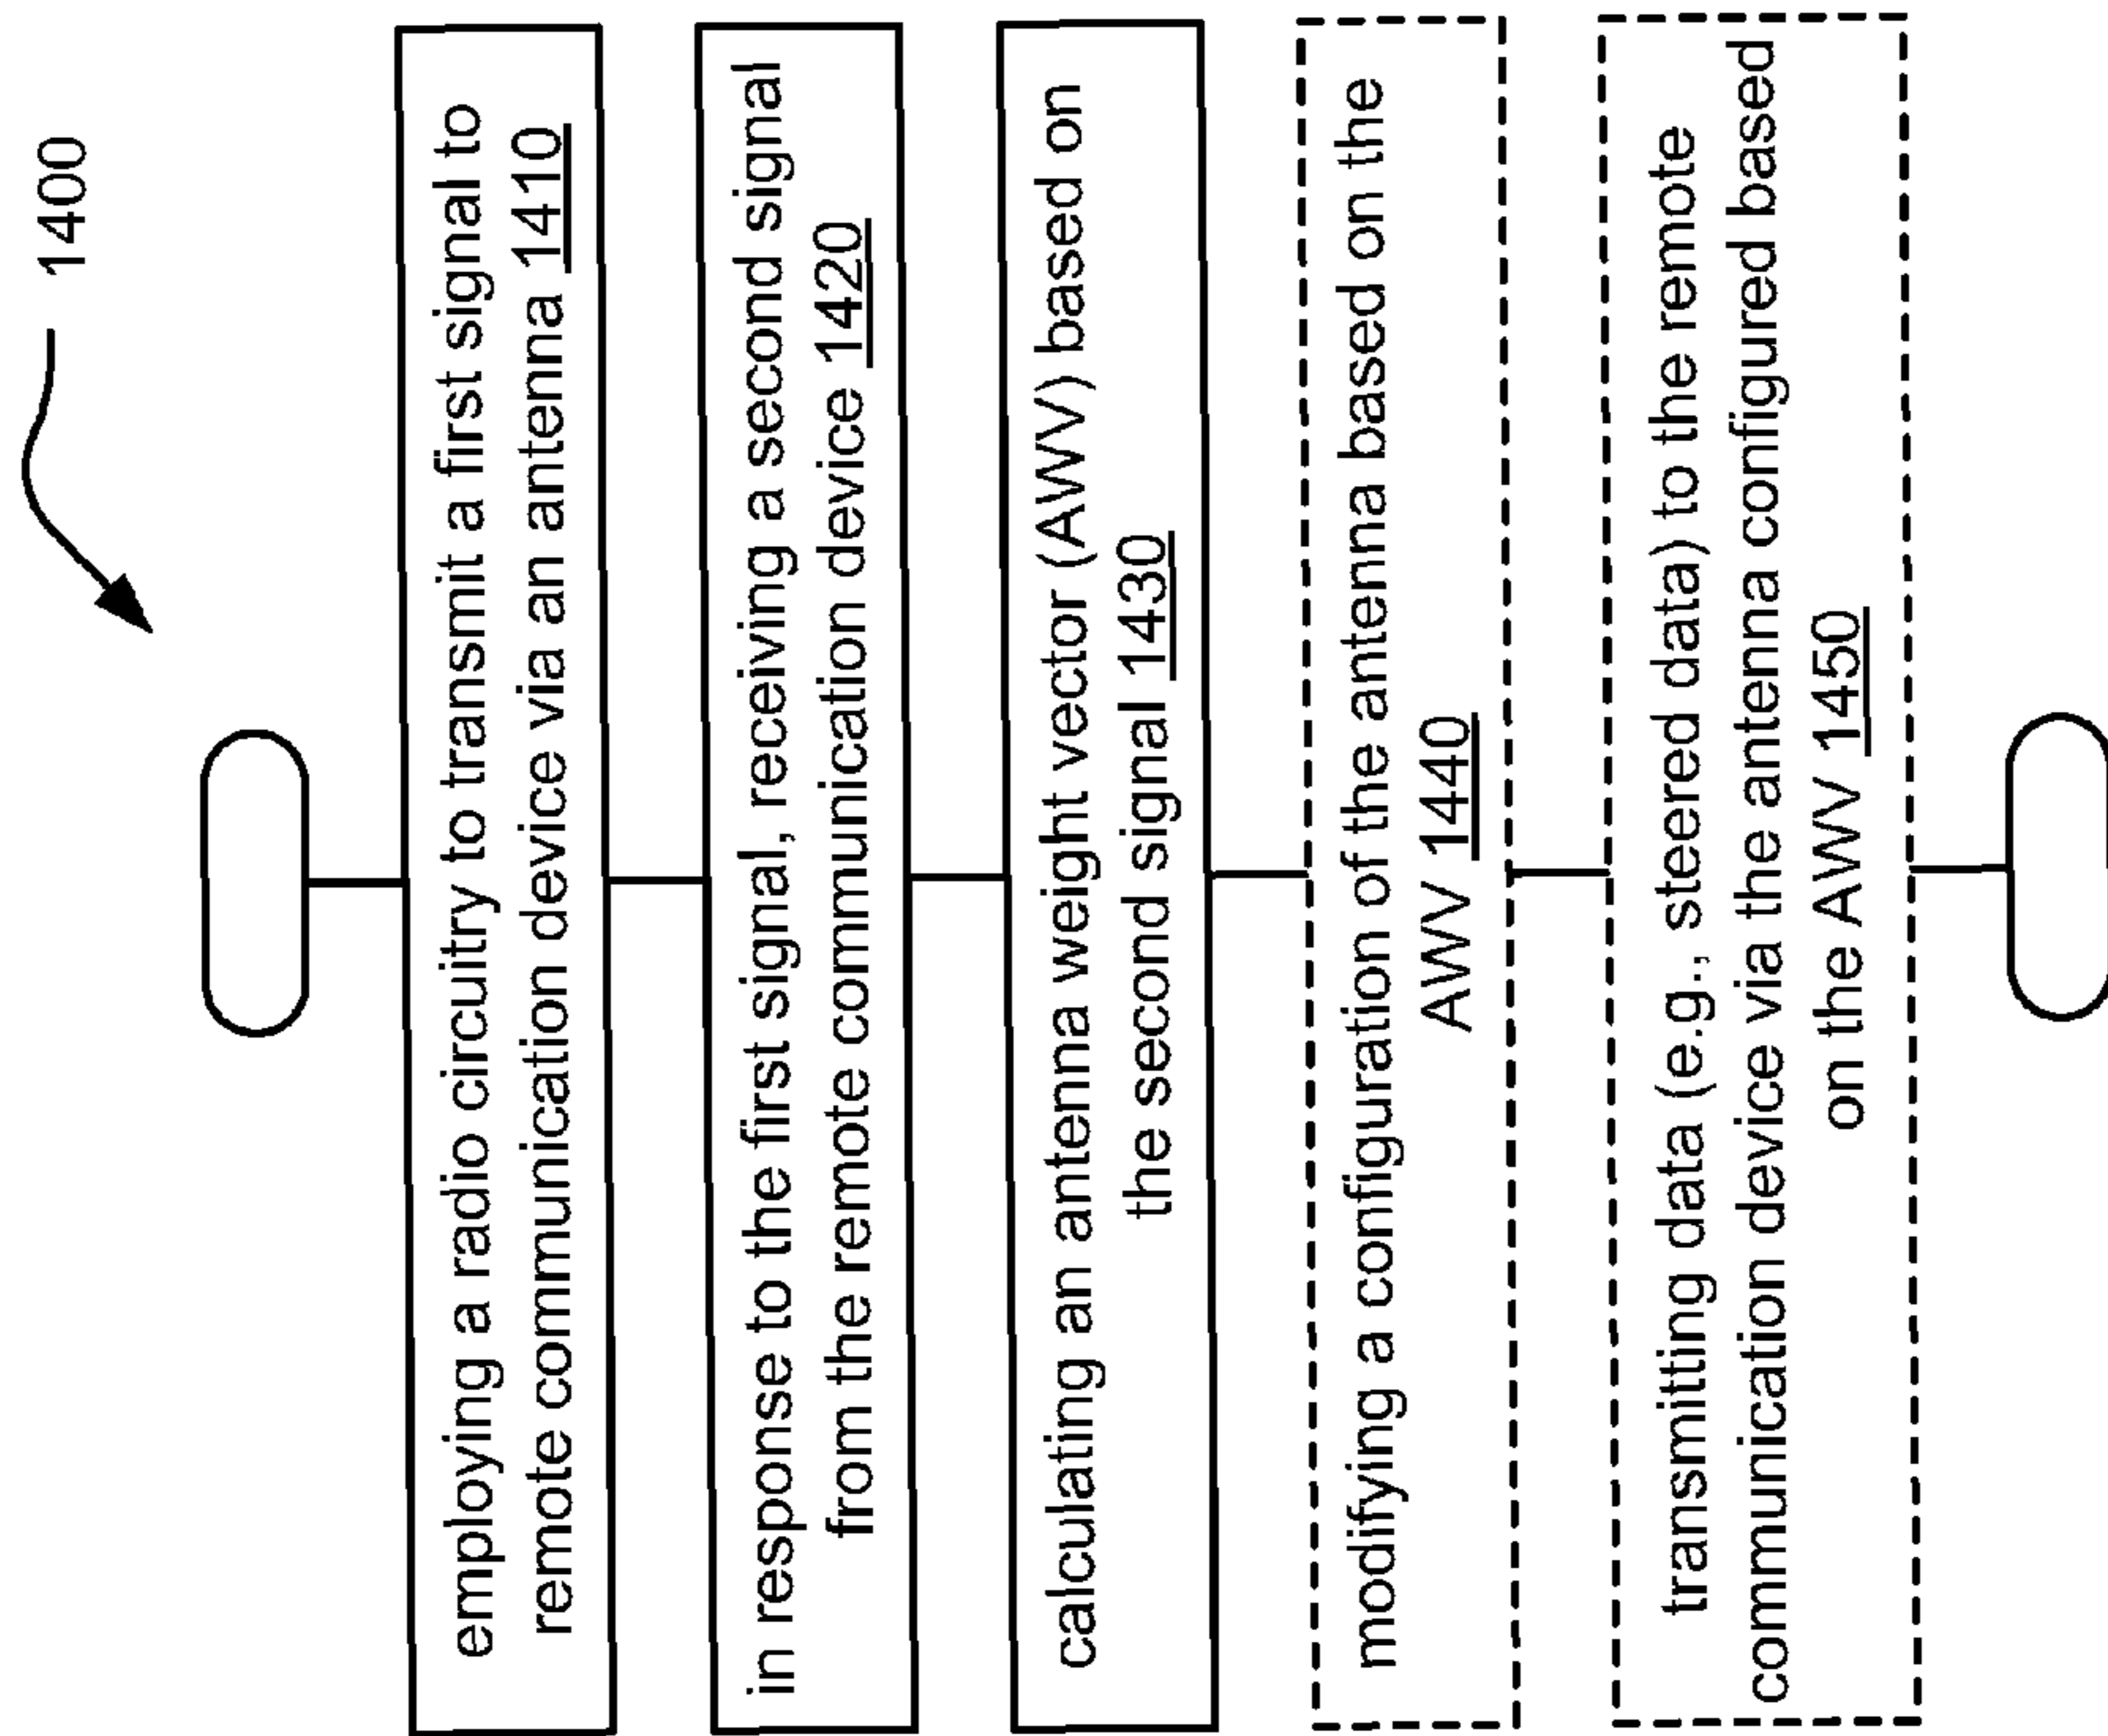 1400
employing a radio circuitry to transmit a first signal to
remote communication device via an antenna 1410
in response to the first signal, receiving a second signal
from the remote communication device 1420
calculating an antenna weight vector (AWV) based on
the second signal 1430
modifying a configuration of the antenna based on the
AWV 1440
transmitting data (e.g., steered data) to the remote
communication device via the antenna configured based
on the AWV 1450